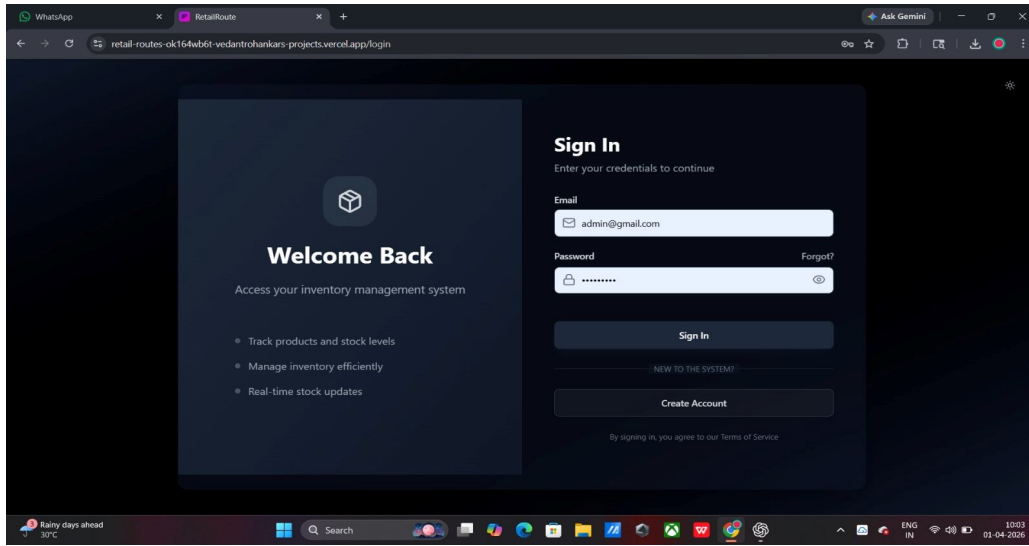 WhatsApp
RetailRoute
Ask Gemini
retail-routes-ok164wb6t-vedantrohankars-projects.vercel.app/login
Welcome Back
Access your inventory management system
Track products and stock levels
Manage inventory efficiently
Real-time stock updates
Sign In
Enter your credentials to continue
Email
admin@gmail.com
Password Forgot?
•••••••••
Sign In
NEW TO THE SYSTEM?
Create Account
By signing in, you agree to our Terms of Service
3
Rainy days ahead
30°C
Search
ENG
IN
10:03
01-04-2026